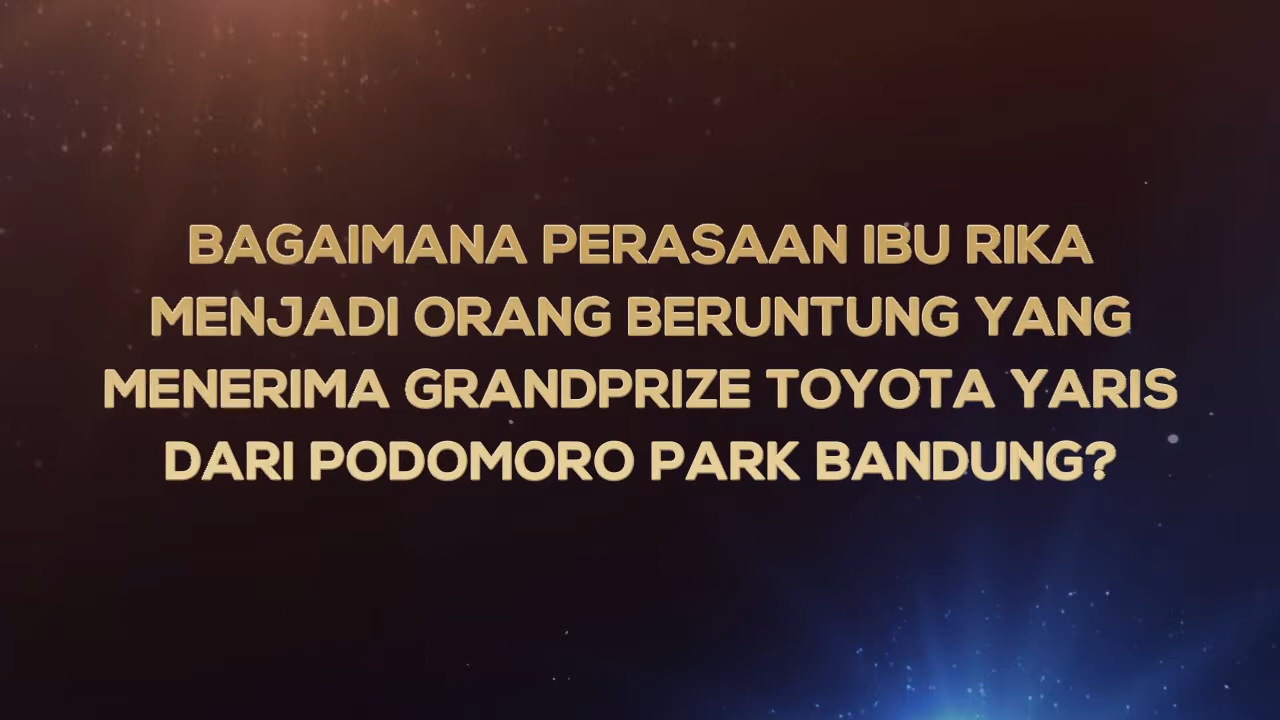 BAGAIMANA PERASAAN IBU RIKA
MENJADI ORANG BERUNTUNG YANG
MENERIMA GRANDPRIZE TOYOTA YARIS
DARI PODOMORO PARK BANDUNG?